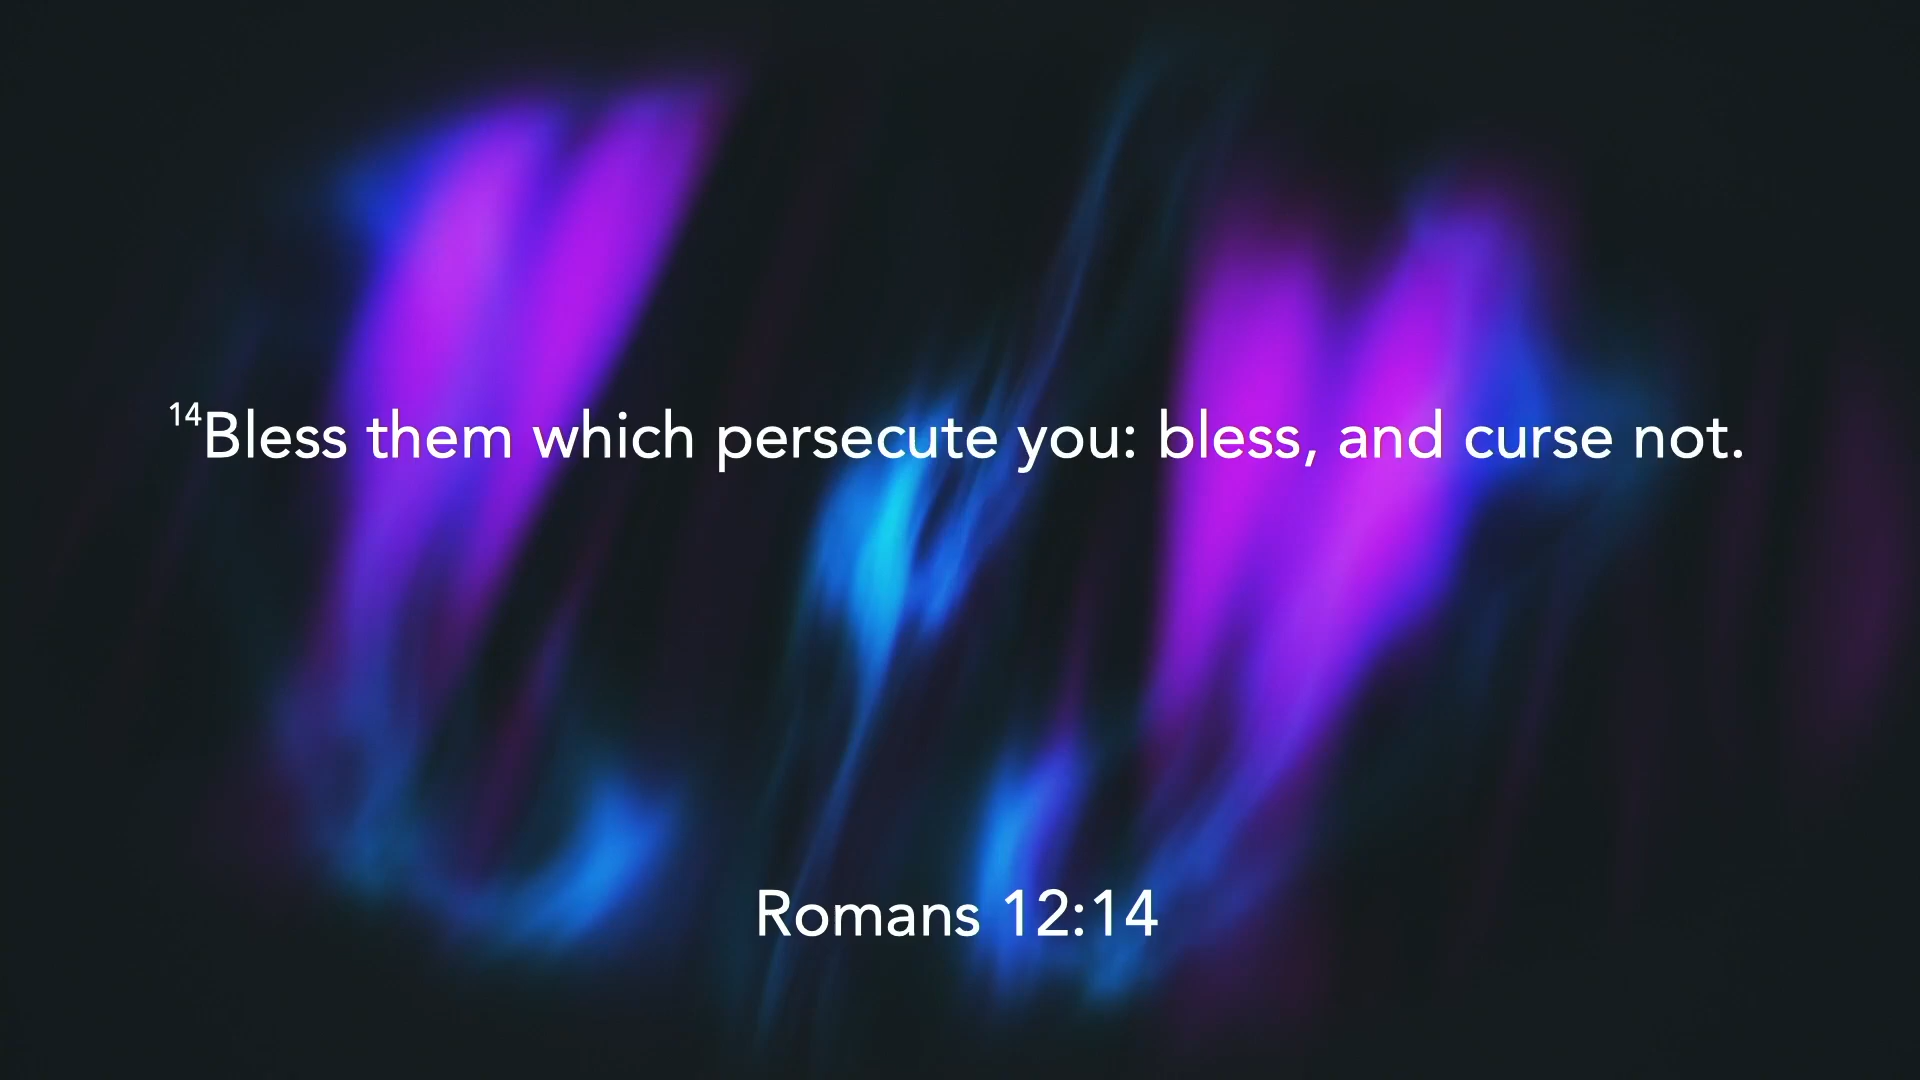 14Bless them which persecute you: bless, and curse not.
Romans 12:14